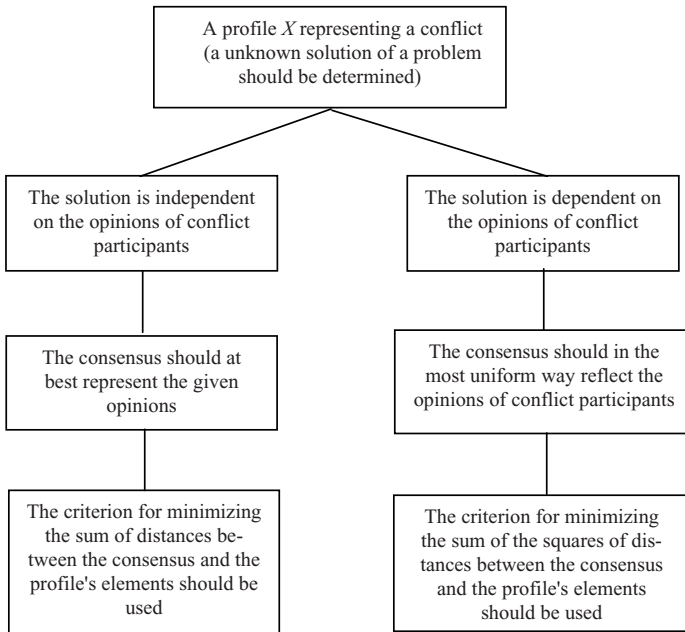 A profile X representing a conflict
(a unknown solution of a problem
should be determined)
The solution is independent
on the opinions of conflict
participants
The solution is dependent on
the opinions of conflict
participants
The consensus should at
best represent the given
opinions
The consensus should in the
most uniform way reflect the
opinions of conflict participants
The criterion for minimizing
the sum of distances be-
tween the consensus and the
profile's elements should be
used
The criterion for minimizing
the sum of the squares of dis-
tances between the consensus
and the profile's elements
should be used